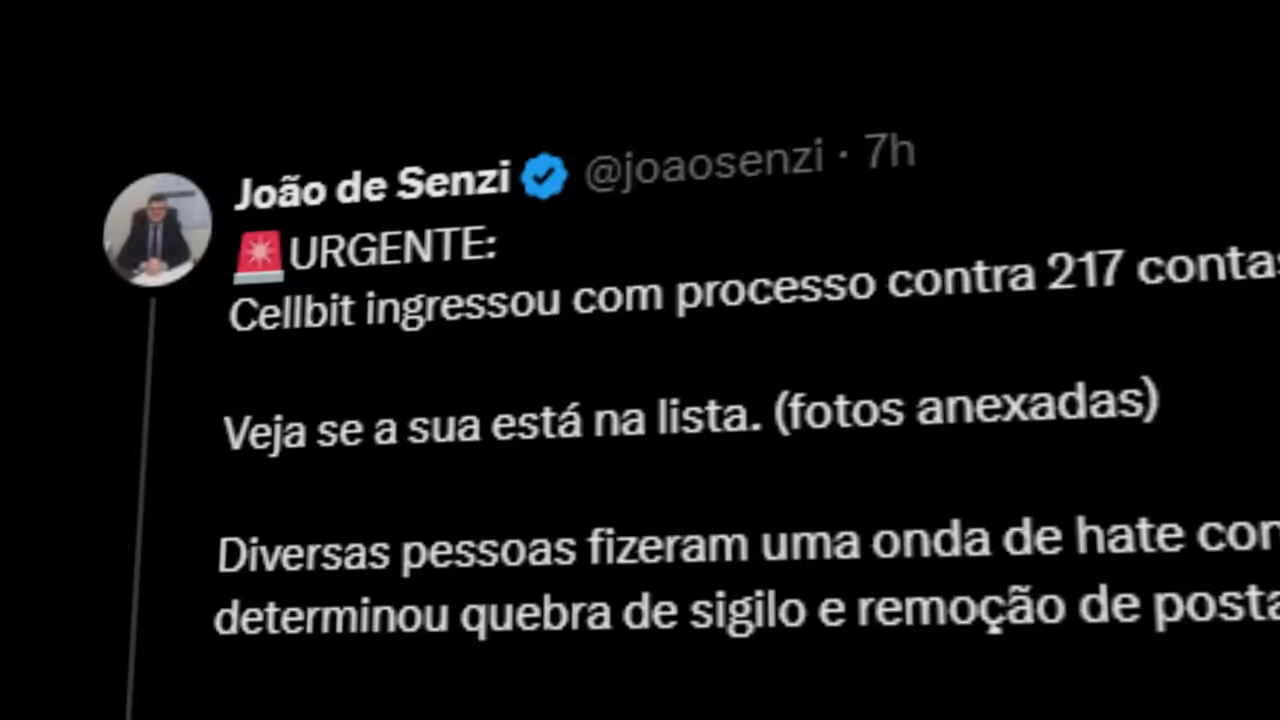 João de Senzi @joaosenzi · 7h
🚨URGENTE:
Cellbit ingressou com processo contra 217 contas
Veja se a sua está na lista. (fotos anexadas)
Diversas pessoas fizeram uma onda de hate
determinou quebra de sigilo e remoção de